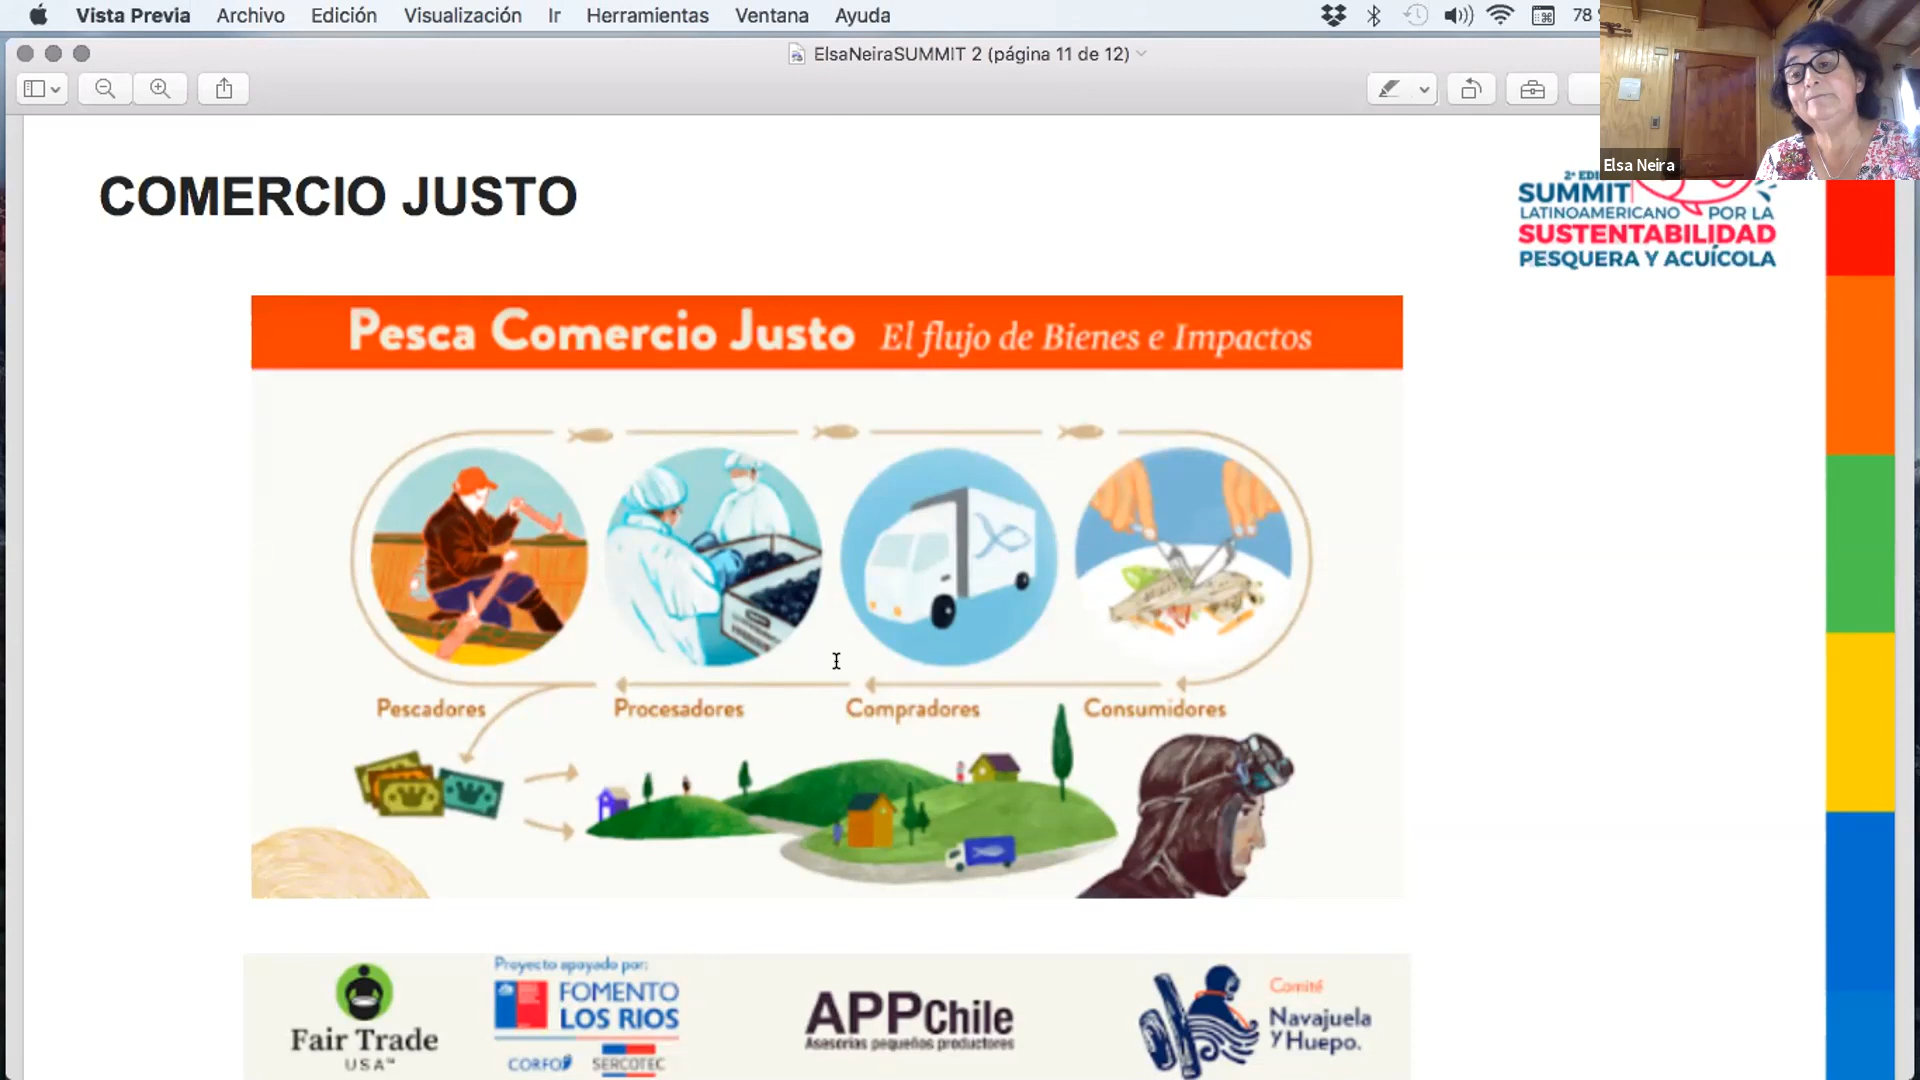 Vista Previa Archivo Edición Visualización Ir Herramientas Ventana Ayuda 78
ElsaNeiraSUMMIT 2 (página 11 de 12)
Elsa Neira
COMERCIO JUSTO
SUMMIT
LATINOAMERICANO POR LA
SUSTENTABILIDAD
PESQUERA Y ACUÍCOLA
Pesca Comercio Justo El flujo de Bienes e Impactos
Pescadores Procesadores Compradores Consumidores
Fair Trade
USA™
Proyecto apoyado por:
FOMENTO
LOS RIOS
CORFO SERCOTEC
APPChile
Asesorías pequeños productores
Comité
Navajuela
Y Huepo.